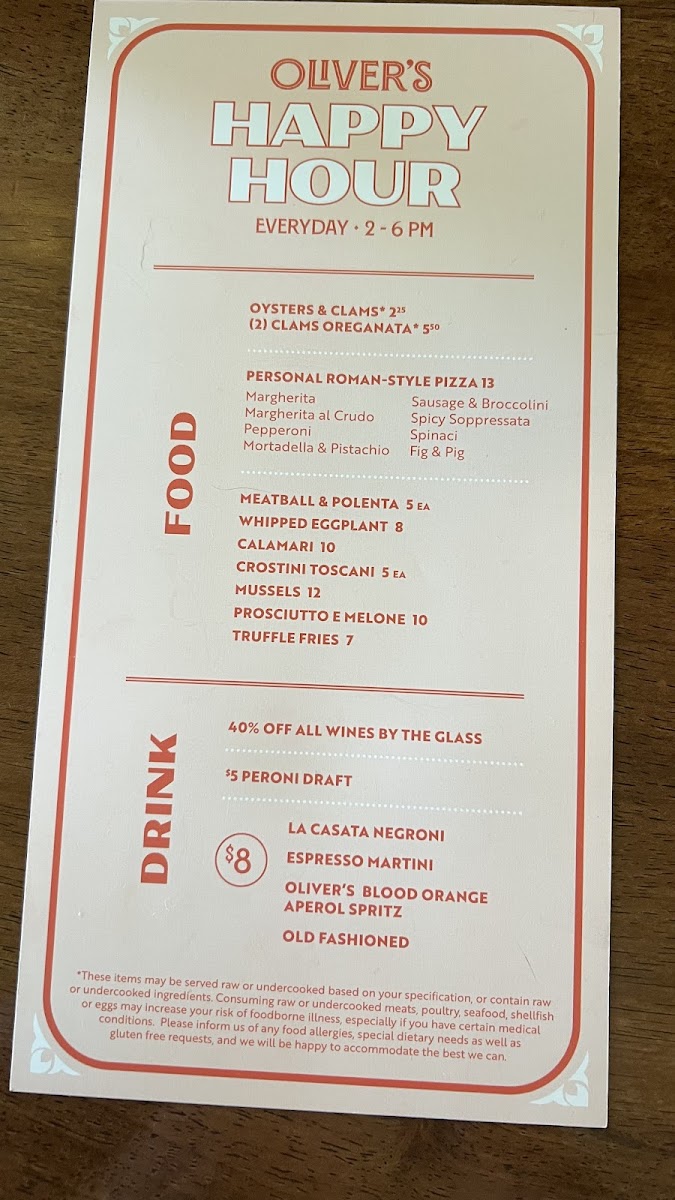 OLIVER'S
HAPPY
HOUR
EVERYDAY · 2 - 6 PM
FOOD
OYSTERS & CLAMS* 2²⁵
(2) CLAMS OREGANATA* 5⁵⁰
PERSONAL ROMAN-STYLE PIZZA 13
Margherita
Margherita al Crudo
Pepperoni
Mortadella & Pistachio
Sausage & Broccolini
Spicy Soppressata
Spinaci
Fig & Pig
MEATBALL & POLENTA 5 EA
WHIPPED EGGPLANT 8
CALAMARI 10
CROSTINI TOSCANI 5 EA
MUSSELS 12
PROSCIUTTO E MELONE 10
TRUFFLE FRIES 7
DRINK
40% OFF ALL WINES BY THE GLASS
$5 PERONI DRAFT
$8
LA CASATA NEGRONI
ESPRESSO MARTINI
OLIVER'S BLOOD ORANGE
APEROL SPRITZ
OLD FASHIONED
*These items may be served raw or undercooked based on your specification, or contain raw
or undercooked ingredients. Consuming raw or undercooked meats, poultry, seafood, shellfish
or eggs may increase your risk of foodborne illness, especially if you have certain medical
conditions. Please inform us of any food allergies, special dietary needs as well as
gluten free requests, and we will be happy to accommodate the best we can.